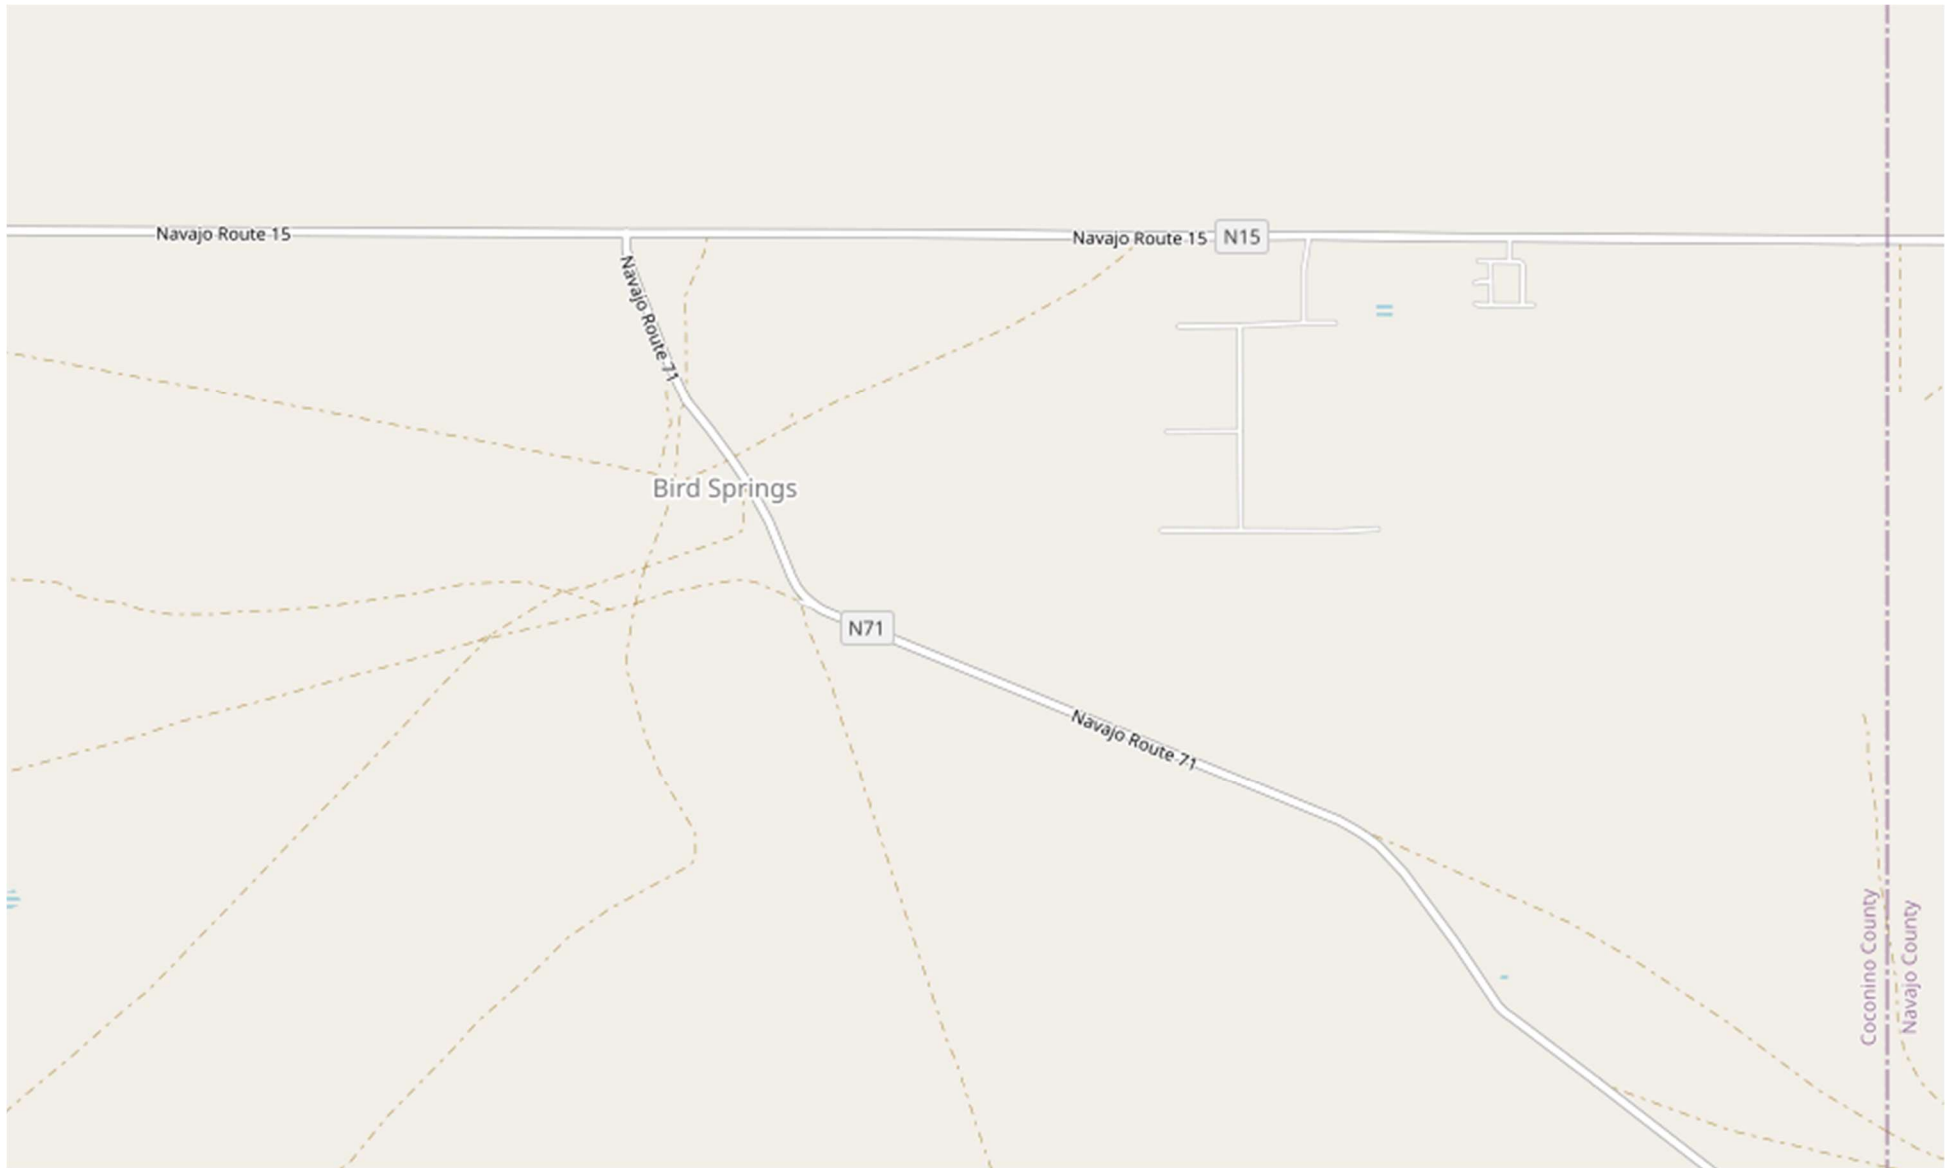 Navajo Route 15
Navajo Route 15
N15
Navajo Route 71
Bird Springs
N71
Navajo Route 71
Coconino County
Navajo County